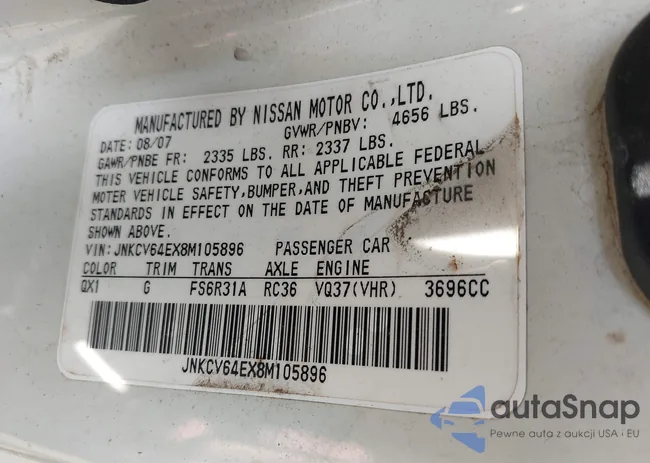 MANUFACTURED BY NISSAN MOTOR CO.,LTD.
DATE: 08/07 GVWR/PNBV: 4656 LBS.
GAWR/PNBE FR: 2335 LBS. RR: 2337 LBS.
THIS VEHICLE CONFORMS TO ALL APPLICABLE FEDERAL
MOTOR VEHICLE SAFETY,BUMPER,AND THEFT PREVENTION
STANDARDS IN EFFECT ON THE DATE OF MANUFACTURE
SHOWN ABOVE.
VIN: JNKCV64EX8M105896 PASSENGER CAR
COLOR TRIM TRANS AXLE ENGINE
QX1 G FS6R31A RC36 VQ37(VHR) 3696CC
JNKCV64EX8M105896
autaSnap
Pewne auta z aukcji USA i EU